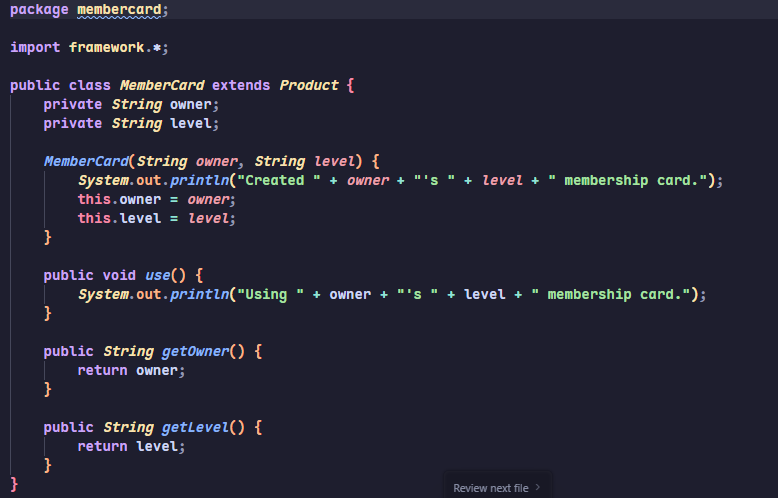 package membercard;
import framework.*;
public class MemberCard extends Product {
    private String owner;
    private String level;
    MemberCard(String owner, String level) {
        System.out.println("Created " + owner + "'s " + level + " membership card.");
        this.owner = owner;
        this.level = level;
    }
    public void use() {
        System.out.println("Using " + owner + "'s " + level + " membership card.");
    }
    public String getOwner() {
        return owner;
    }
    public String getLevel() {
        return level;
    }
}
Review next file